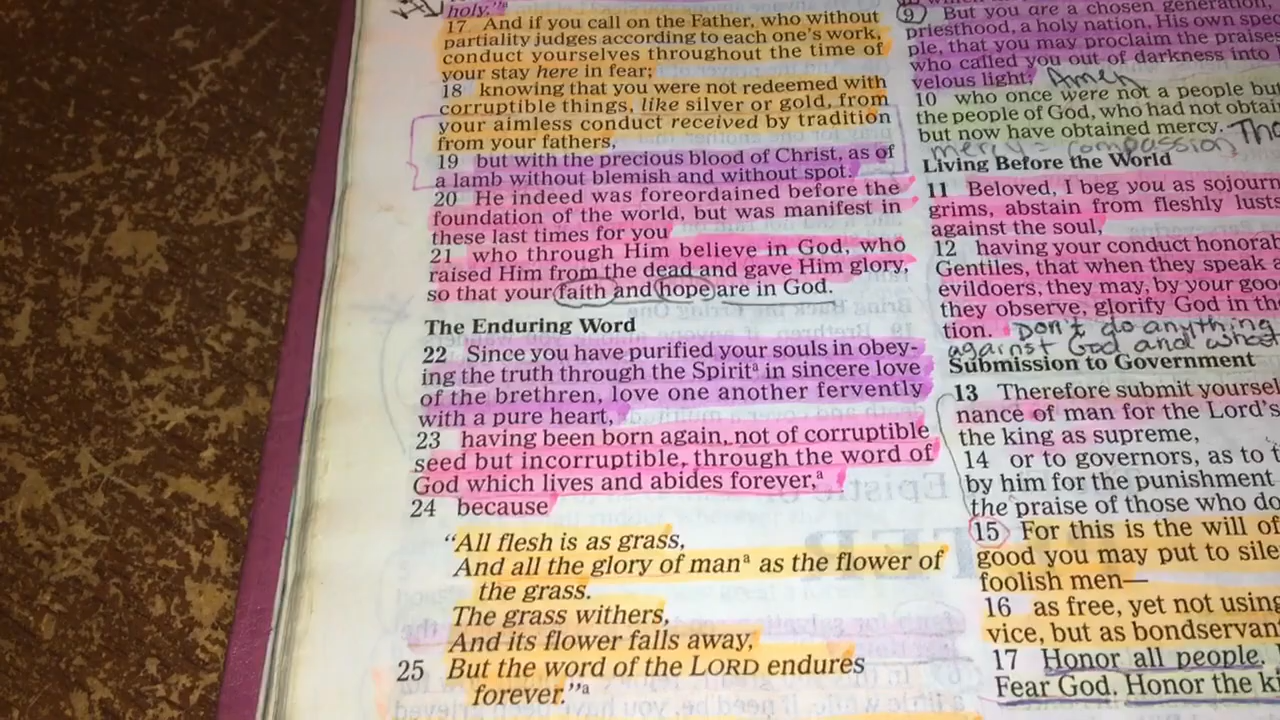 holy."
17 And if you call on the Father, who without
partiality judges according to each one's work,
conduct yourselves throughout the time of
your stay here in fear;
18 knowing that you were not redeemed with
corruptible things, like silver or gold, from
your aimless conduct received by tradition
from your fathers,
19 but with the precious blood of Christ, as of
a lamb without blemish and without spot.
20 He indeed was foreordained before the
foundation of the world, but was manifest in
these last times for you
21 who through Him believe in God, who
raised Him from the dead and gave Him glory,
so that your faith and hope are in God.
The Enduring Word
22 Since you have purified your souls in obey-
ing the truth through the Spiritᵃ in sincere love
of the brethren, love one another fervently
with a pure heart,
23 having been born again, not of corruptible
seed but incorruptible, through the word of
God which lives and abides forever,ᵃ
24 because
"All flesh is as grass,
And all the glory of manᵃ as the flower of
the grass.
The grass withers,
And its flower falls away,
25 But the word of the LORD endures
forever."ᵃ
9 But you are a chosen generation,
priesthood, a holy nation, His own spec
ple, that you may proclaim the praises
who called you out of darkness into
velous light; Amen
10 who once were not a people but
the people of God, who had not obtain
but now have obtained mercy. The
mercy = compassion
Living Before the World
11 Beloved, I beg you as sojourn
grims, abstain from fleshly lusts
against the soul,
12 having your conduct honorab
Gentiles, that when they speak a
evildoers, they may, by your goo
they observe, glorify God in th
tion. Don't do anything
against God and
Submission to Government
13 Therefore submit yoursel
nance of man for the Lord's
the king as supreme,
14 or to governors, as to t
by him for the punishment
the praise of those who do
15 For this is the will of
good you may put to sile
foolish men—
16 as free, yet not using
vice, but as bondservan
17 Honor all people.
Fear God. Honor the ki